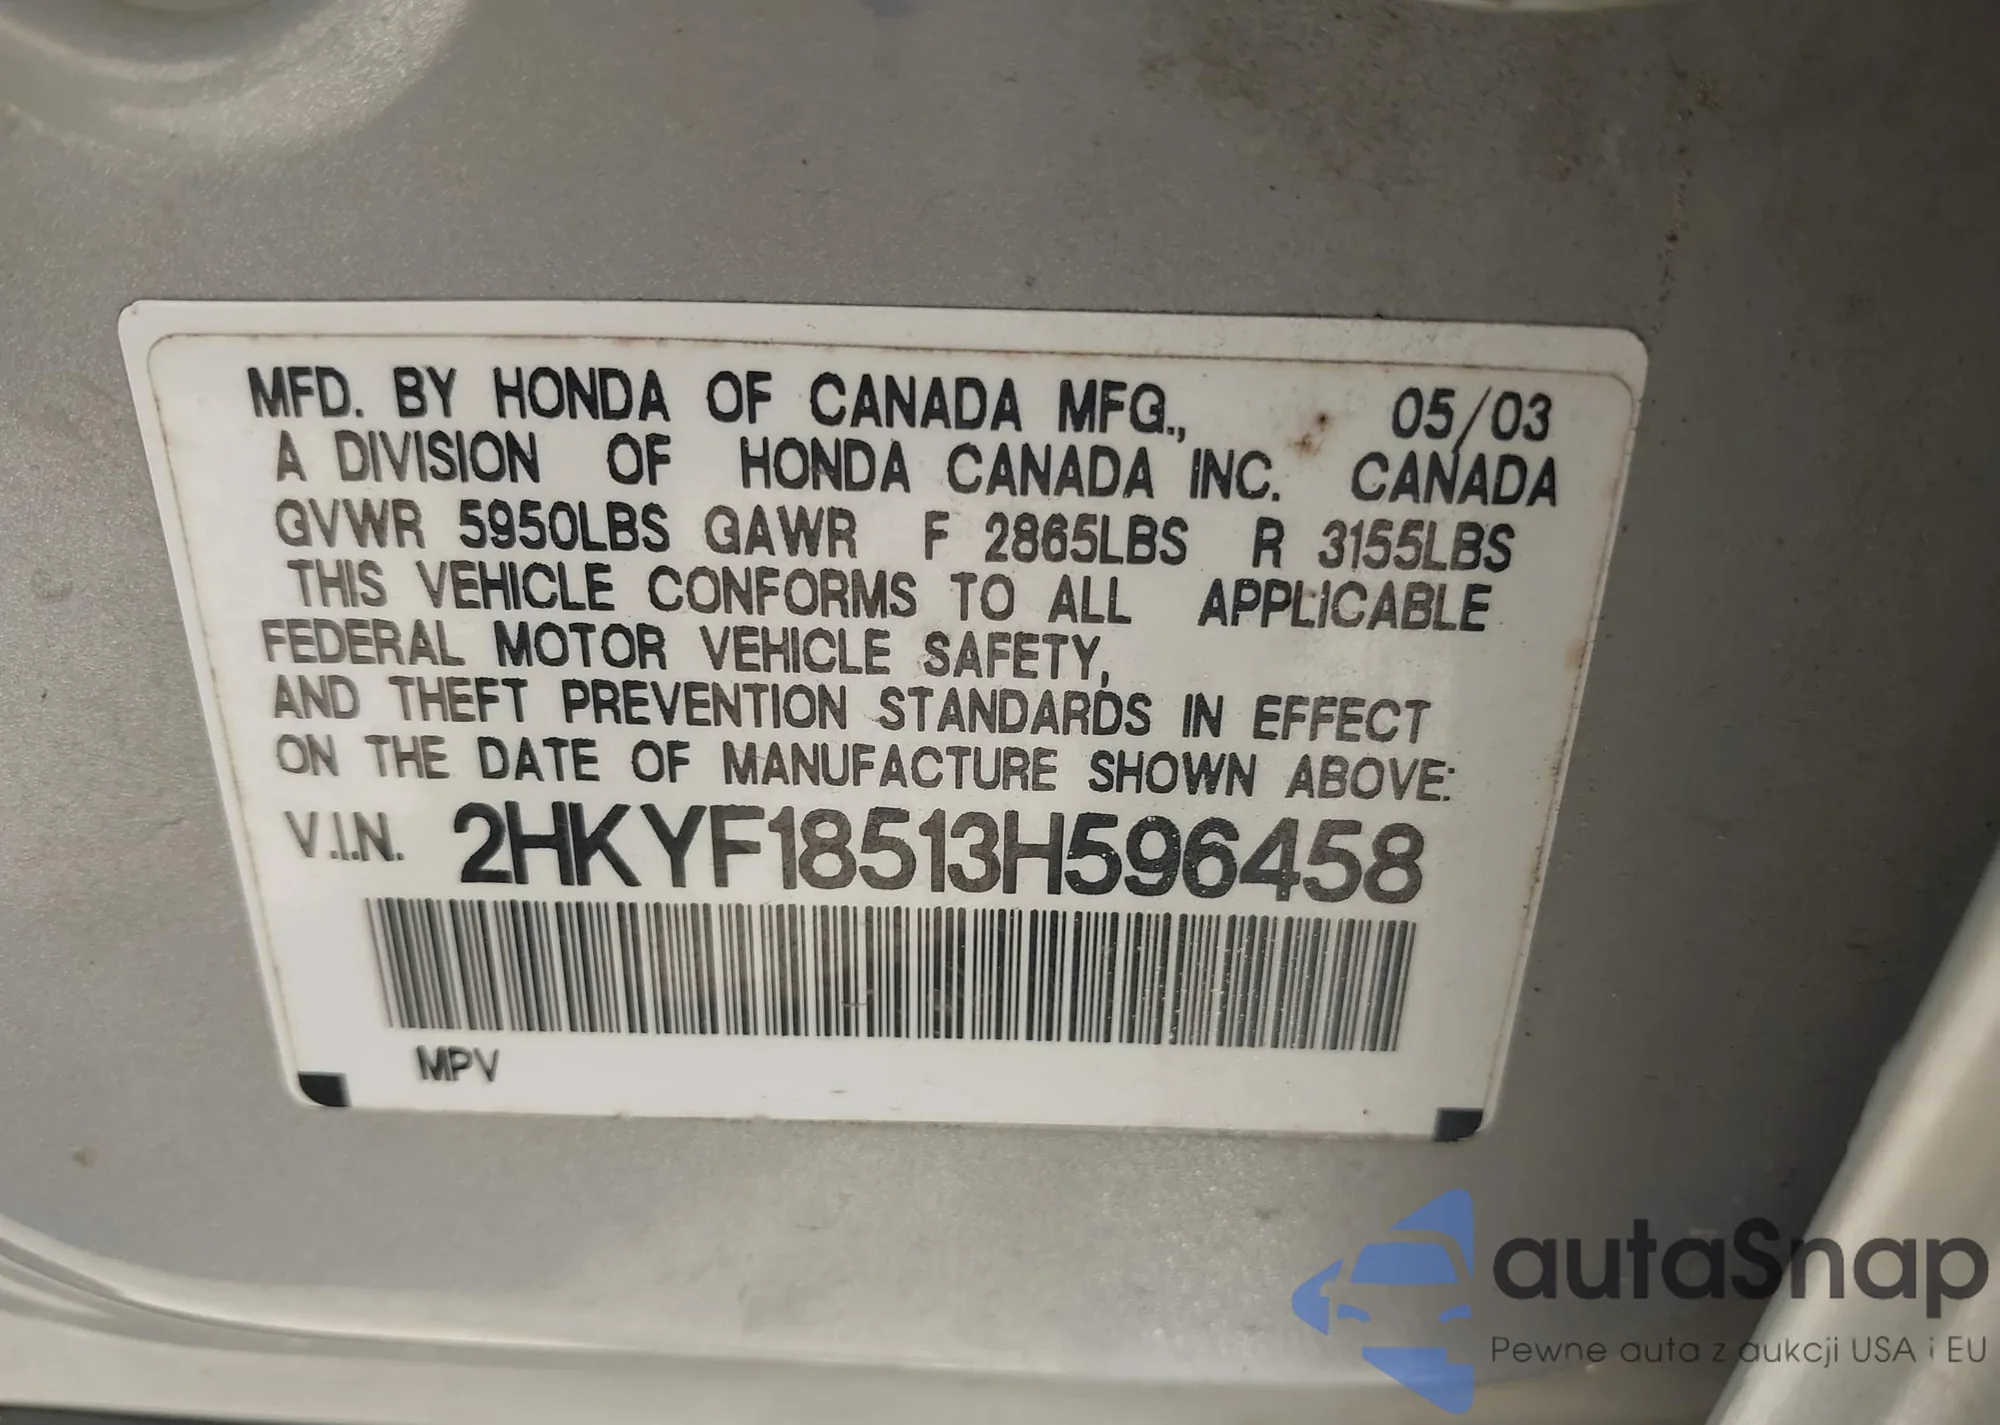 MFD. BY HONDA OF CANADA MFG., 05/03
A DIVISION OF HONDA CANADA INC. CANADA
GVWR 5950LBS GAWR F 2865LBS R 3155LBS
THIS VEHICLE CONFORMS TO ALL APPLICABLE
FEDERAL MOTOR VEHICLE SAFETY,
AND THEFT PREVENTION STANDARDS IN EFFECT
ON THE DATE OF MANUFACTURE SHOWN ABOVE:
V.I.N. 2HKYF18513H596458
MPV
autaSnap
Pewne auta z aukcji USA i EU